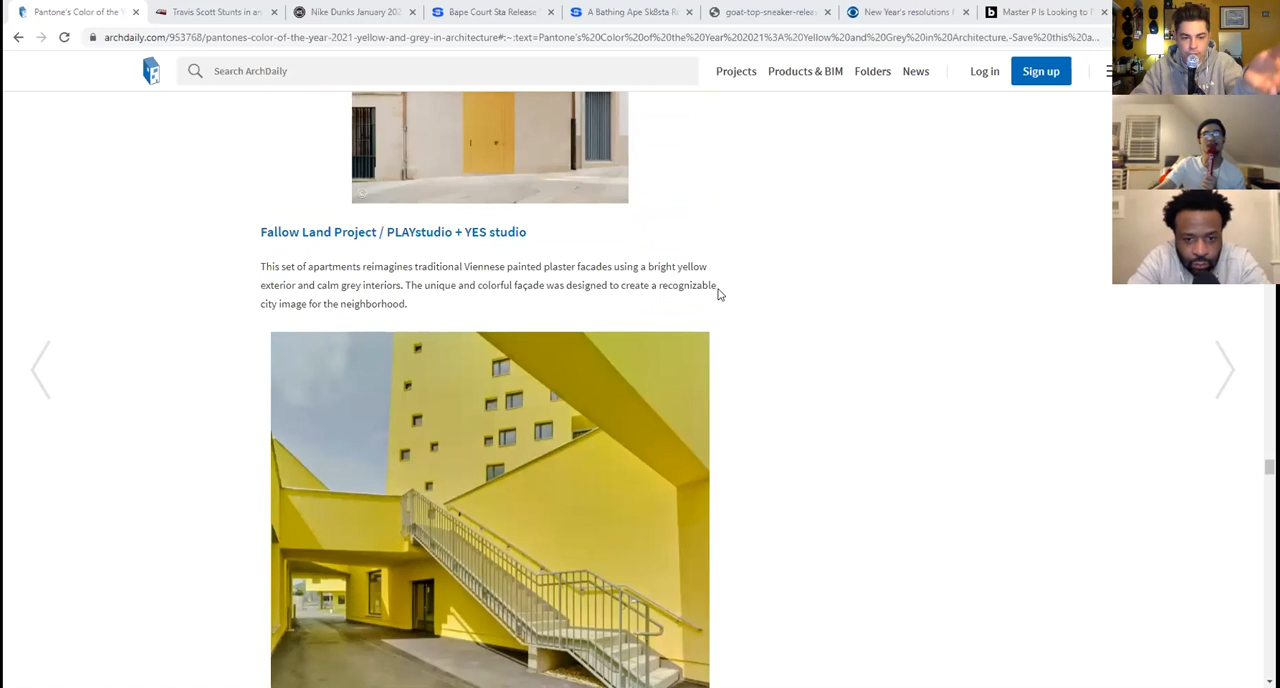 Pantone's Color of the Y
Travis Scott Stunts in an
Nike Dunks January 202
Bape Court Sta Release
A Bathing Ape Sk8sta Re
goat-top-sneaker-relea
New Year's resolutions f
Master P Is Looking to
archdaily.com/953768/pantones-color-of-the-year-2021-yellow-and-grey-in-architecture#:~:text=Pantone's%20Color%20of%20the%20Year%202021%3A%20Yellow%20and%20Grey%20in%20Architecture.-Save%20this%20a...
Search ArchDaily
Projects
Products & BIM
Folders
News
Log in
Sign up
Fallow Land Project / PLAYstudio + YES studio
This set of apartments reimagines traditional Viennese painted plaster facades using a bright yellow
exterior and calm grey interiors. The unique and colorful façade was designed to create a recognizable
city image for the neighborhood.